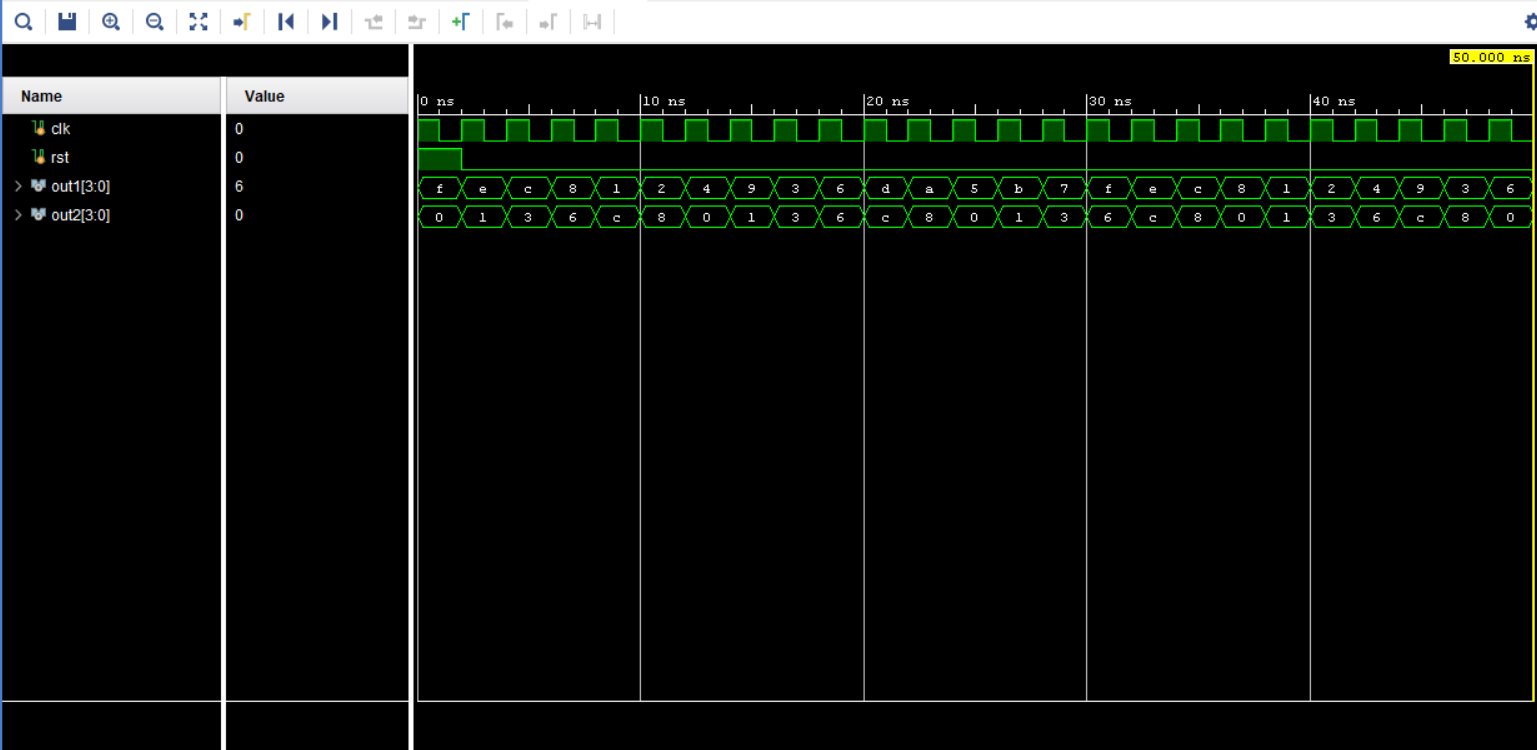 50.000 ns
Name Value
0 ns 10 ns 20 ns 30 ns 40 ns
clk 0
rst 0
out1[3:0] 6 f e c 8 1 2 4 9 3 6 d a 5 b 7 f e c 8 1 2 4 9 3 6
out2[3:0] 0 0 1 3 6 c 8 0 1 3 6 c 8 0 1 3 6 c 8 0 1 3 6 c 8 0